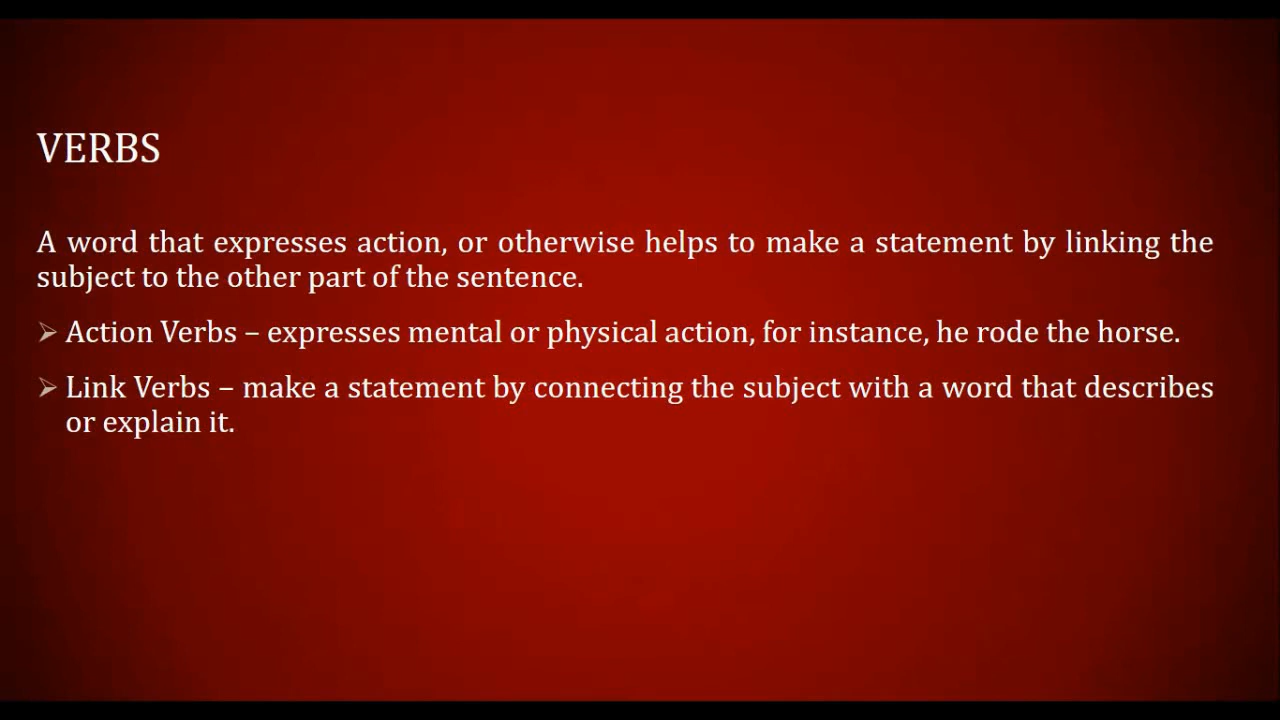 VERBS
A word that expresses action, or otherwise helps to make a statement by linking the
subject to the other part of the sentence.
➢ Action Verbs – expresses mental or physical action, for instance, he rode the horse.
➢ Link Verbs – make a statement by connecting the subject with a word that describes
or explain it.